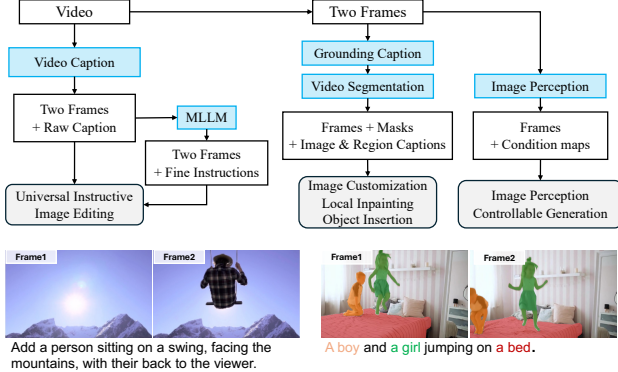 Video
Two Frames
Video Caption
Grounding Caption
Video Segmentation
Image Perception
Two Frames
+ Raw Caption
MLLM
Two Frames
+ Fine Instructions
Frames + Masks
+ Image & Region Captions
Frames
+ Condition maps
Universal Instructive
Image Editing
Image Customization
Local Inpainting
Object Insertion
Image Perception
Controllable Generation
Frame1
Frame2
Frame1
Frame2
Add a person sitting on a swing, facing the
mountains, with their back to the viewer.
A boy and a girl jumping on a bed.